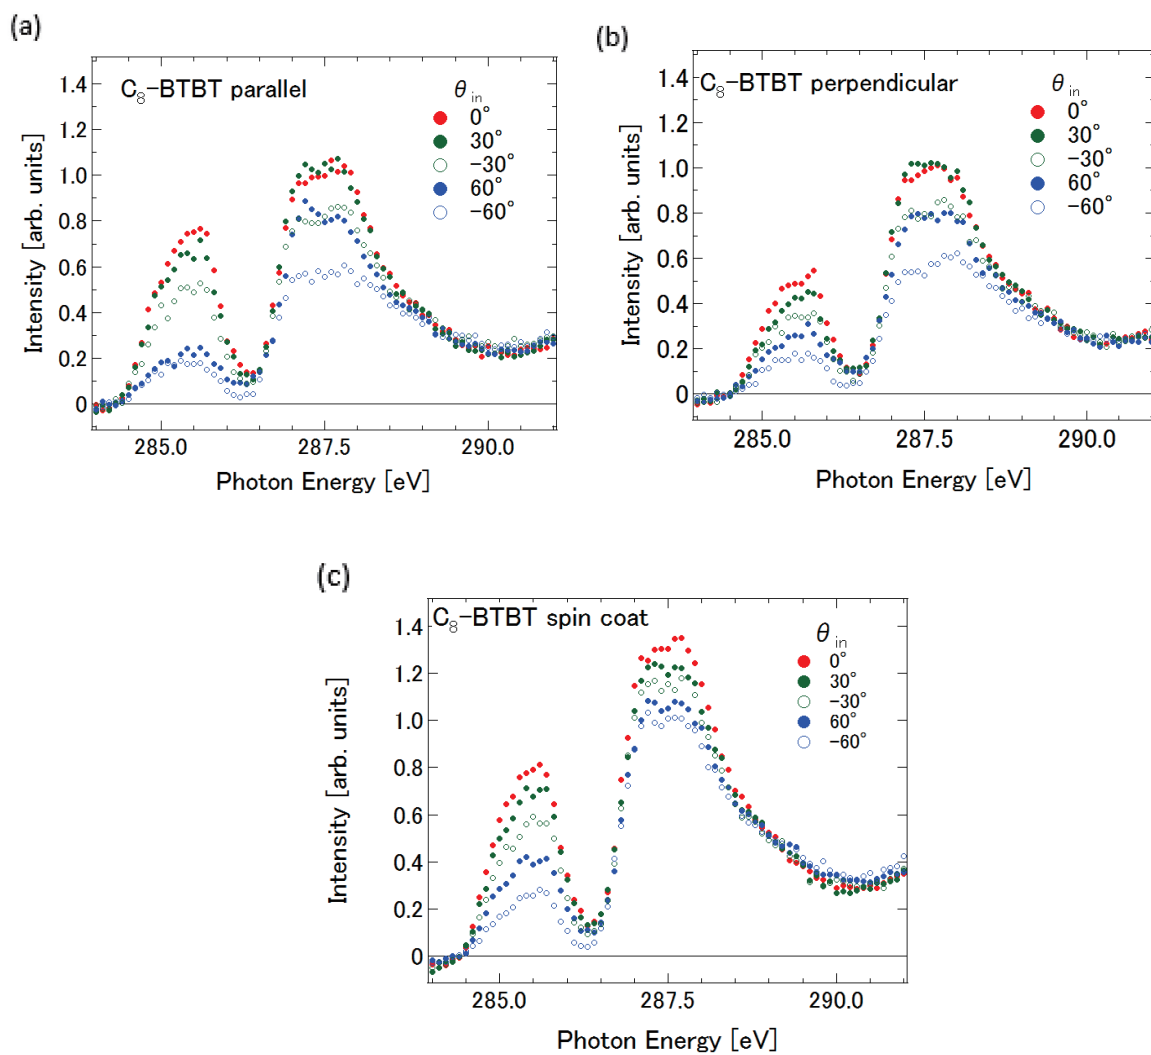 (a)
C8-BTBT parallel
θ in
0°
30°
-30°
60°
-60°
1.4
1.2
1.0
0.8
0.6
0.4
0.2
0
Intensity [arb. units]
285.0 287.5 290.0
Photon Energy [eV]
(b)
C8-BTBT perpendicular
θ in
0°
30°
-30°
60°
-60°
1.4
1.2
1.0
0.8
0.6
0.4
0.2
0
Intensity [arb. units]
285.0 287.5 290.0
Photon Energy [eV]
(c)
C8-BTBT spin coat
θ in
0°
30°
-30°
60°
-60°
1.4
1.2
1.0
0.8
0.6
0.4
0.2
0
Intensity [arb. units]
285.0 287.5 290.0
Photon Energy [eV]